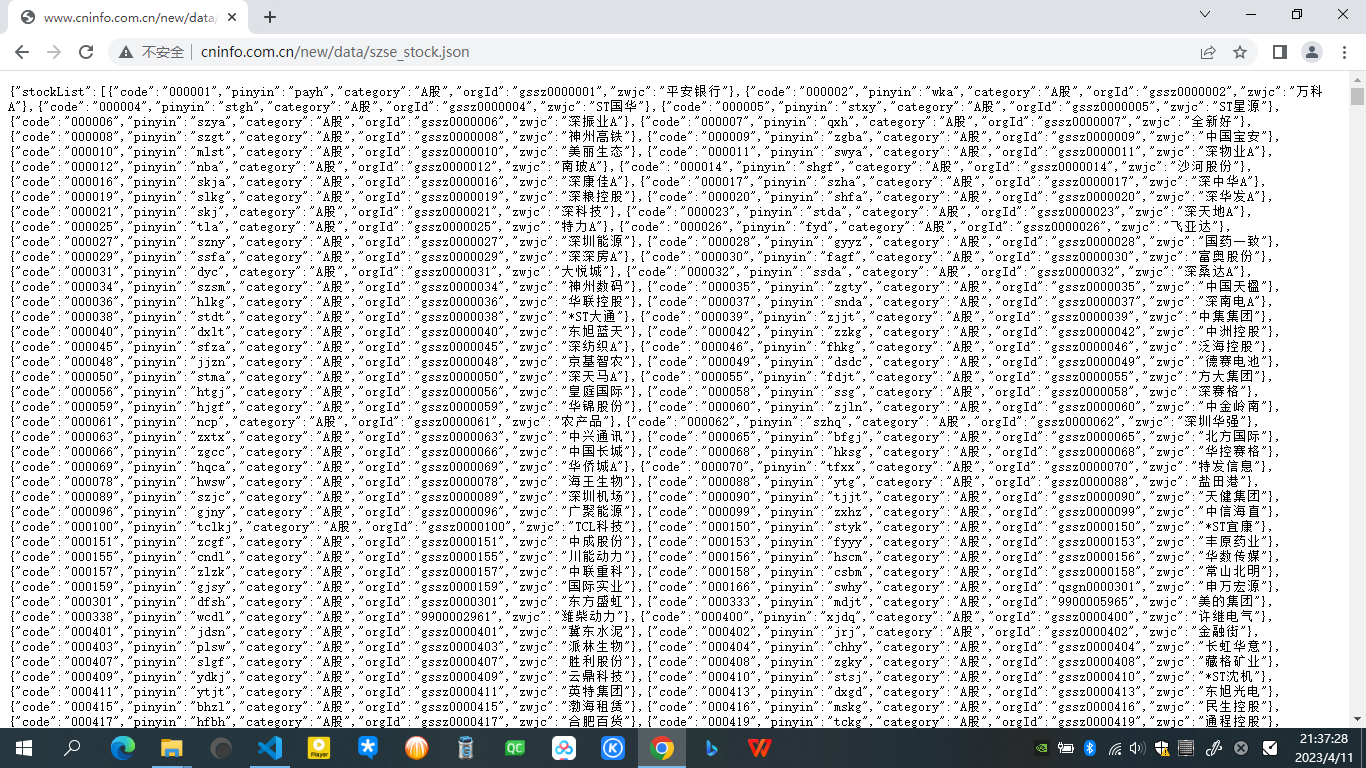 www.cninfo.com.cn/new/data/
不安全
cninfo.com.cn/new/data/szse_stock.json
{"stockList":[{"code":"000001","pinyin":"payh","category":"A股","orgId":"gssz0000001","zwjc":"平安银行"},{"code":"000002","pinyin":"wka","category":"A股","orgId":"gssz0000002","zwjc":"万科
A"},{"code":"000004","pinyin":"stgh","category":"A股","orgId":"gssz0000004","zwjc":"ST国华"},{"code":"000005","pinyin":"stxy","category":"A股","orgId":"gssz0000005","zwjc":"ST星源"},
{"code":"000006","pinyin":"szya","category":"A股","orgId":"gssz0000006","zwjc":"深振业A"},{"code":"000007","pinyin":"qxh","category":"A股","orgId":"gssz0000007","zwjc":"全新好"},
{"code":"000008","pinyin":"szgt","category":"A股","orgId":"gssz0000008","zwjc":"神州高铁"},{"code":"000009","pinyin":"zgba","category":"A股","orgId":"gssz0000009","zwjc":"中国宝安"},
{"code":"000010","pinyin":"mlst","category":"A股","orgId":"gssz0000010","zwjc":"美丽生态"},{"code":"000011","pinyin":"swya","category":"A股","orgId":"gssz0000011","zwjc":"深物业A"},
{"code":"000012","pinyin":"nba","category":"A股","orgId":"gssz0000012","zwjc":"南玻A"},{"code":"000014","pinyin":"shgf","category":"A股","orgId":"gssz0000014","zwjc":"沙河股份"},
{"code":"000016","pinyin":"skja","category":"A股","orgId":"gssz0000016","zwjc":"深康佳A"},{"code":"000017","pinyin":"szha","category":"A股","orgId":"gssz0000017","zwjc":"深中华A"},
{"code":"000019","pinyin":"slkg","category":"A股","orgId":"gssz0000019","zwjc":"深粮控股"},{"code":"000020","pinyin":"shfa","category":"A股","orgId":"gssz0000020","zwjc":"深华发A"},
{"code":"000021","pinyin":"skj","category":"A股","orgId":"gssz0000021","zwjc":"深科技"},{"code":"000023","pinyin":"stda","category":"A股","orgId":"gssz0000023","zwjc":"深天地A"},
{"code":"000025","pinyin":"tla","category":"A股","orgId":"gssz0000025","zwjc":"特力A"},{"code":"000026","pinyin":"fyd","category":"A股","orgId":"gssz0000026","zwjc":"飞亚达"},
{"code":"000027","pinyin":"szny","category":"A股","orgId":"gssz0000027","zwjc":"深圳能源"},{"code":"000028","pinyin":"gyyz","category":"A股","orgId":"gssz0000028","zwjc":"国药一致"},
{"code":"000029","pinyin":"ssfa","category":"A股","orgId":"gssz0000029","zwjc":"深深房A"},{"code":"000030","pinyin":"fagf","category":"A股","orgId":"gssz0000030","zwjc":"富奥股份"},
{"code":"000031","pinyin":"dyc","category":"A股","orgId":"gssz0000031","zwjc":"大悦城"},{"code":"000032","pinyin":"ssda","category":"A股","orgId":"gssz0000032","zwjc":"深桑达A"},
{"code":"000034","pinyin":"szsm","category":"A股","orgId":"gssz0000034","zwjc":"神州数码"},{"code":"000035","pinyin":"zgty","category":"A股","orgId":"gssz0000035","zwjc":"中国天楹"},
{"code":"000036","pinyin":"hlkg","category":"A股","orgId":"gssz0000036","zwjc":"华联控股"},{"code":"000037","pinyin":"snda","category":"A股","orgId":"gssz0000037","zwjc":"深南电A"},
{"code":"000038","pinyin":"stdt","category":"A股","orgId":"gssz0000038","zwjc":"*ST大通"},{"code":"000039","pinyin":"zjjt","category":"A股","orgId":"gssz0000039","zwjc":"中集集团"},
{"code":"000040","pinyin":"dxlt","category":"A股","orgId":"gssz0000040","zwjc":"东旭蓝天"},{"code":"000042","pinyin":"zzkg","category":"A股","orgId":"gssz0000042","zwjc":"中洲控股"},
{"code":"000045","pinyin":"sfza","category":"A股","orgId":"gssz0000045","zwjc":"深纺织A"},{"code":"000046","pinyin":"fhkg","category":"A股","orgId":"gssz0000046","zwjc":"泛海控股"},
{"code":"000048","pinyin":"jjzn","category":"A股","orgId":"gssz0000048","zwjc":"京基智农"},{"code":"000049","pinyin":"dsdc","category":"A股","orgId":"gssz0000049","zwjc":"德赛电池"},
{"code":"000050","pinyin":"stma","category":"A股","orgId":"gssz0000050","zwjc":"深天马A"},{"code":"000055","pinyin":"fdjt","category":"A股","orgId":"gssz0000055","zwjc":"方大集团"},
{"code":"000056","pinyin":"htgj","category":"A股","orgId":"gssz0000056","zwjc":"皇庭国际"},{"code":"000058","pinyin":"ssg","category":"A股","orgId":"gssz0000058","zwjc":"深赛格"},
{"code":"000059","pinyin":"hjgf","category":"A股","orgId":"gssz0000059","zwjc":"华锦股份"},{"code":"000060","pinyin":"zjln","category":"A股","orgId":"gssz0000060","zwjc":"中金岭南"},
{"code":"000061","pinyin":"ncp","category":"A股","orgId":"gssz0000061","zwjc":"农产品"},{"code":"000062","pinyin":"szhq","category":"A股","orgId":"gssz0000062","zwjc":"深圳华强"},
{"code":"000063","pinyin":"zxtx","category":"A股","orgId":"gssz0000063","zwjc":"中兴通讯"},{"code":"000065","pinyin":"bfgj","category":"A股","orgId":"gssz0000065","zwjc":"北方国际"},
{"code":"000066","pinyin":"zgcc","category":"A股","orgId":"gssz0000066","zwjc":"中国长城"},{"code":"000068","pinyin":"hksg","category":"A股","orgId":"gssz0000068","zwjc":"华控赛格"},
{"code":"000069","pinyin":"hqca","category":"A股","orgId":"gssz0000069","zwjc":"华侨城A"},{"code":"000070","pinyin":"tfxx","category":"A股","orgId":"gssz0000070","zwjc":"特发信息"},
{"code":"000078","pinyin":"hwsw","category":"A股","orgId":"gssz0000078","zwjc":"海王生物"},{"code":"000088","pinyin":"ytg","category":"A股","orgId":"gssz0000088","zwjc":"盐田港"},
{"code":"000089","pinyin":"szjc","category":"A股","orgId":"gssz0000089","zwjc":"深圳机场"},{"code":"000090","pinyin":"tjjt","category":"A股","orgId":"gssz0000090","zwjc":"天健集团"},
{"code":"000096","pinyin":"gjny","category":"A股","orgId":"gssz0000096","zwjc":"广聚能源"},{"code":"000099","pinyin":"zxhz","category":"A股","orgId":"gssz0000099","zwjc":"中信海直"},
{"code":"000100","pinyin":"tclkj","category":"A股","orgId":"gssz0000100","zwjc":"TCL科技"},{"code":"000150","pinyin":"styk","category":"A股","orgId":"gssz0000150","zwjc":"*ST宜康"},
{"code":"000151","pinyin":"zcgf","category":"A股","orgId":"gssz0000151","zwjc":"中成股份"},{"code":"000153","pinyin":"fyyy","category":"A股","orgId":"gssz0000153","zwjc":"丰原药业"},
{"code":"000155","pinyin":"cndl","category":"A股","orgId":"gssz0000155","zwjc":"川能动力"},{"code":"000156","pinyin":"hscm","category":"A股","orgId":"gssz0000156","zwjc":"华数传媒"},
{"code":"000157","pinyin":"zlzk","category":"A股","orgId":"gssz0000157","zwjc":"中联重科"},{"code":"000158","pinyin":"csbm","category":"A股","orgId":"gssz0000158","zwjc":"常山北明"},
{"code":"000159","pinyin":"gjsy","category":"A股","orgId":"gssz0000159","zwjc":"国际实业"},{"code":"000166","pinyin":"swhy","category":"A股","orgId":"qsgn0000301","zwjc":"申万宏源"},
{"code":"000301","pinyin":"dfsh","category":"A股","orgId":"gssz0000301","zwjc":"东方盛虹"},{"code":"000333","pinyin":"mdjt","category":"A股","orgId":"9900005965","zwjc":"美的集团"},
{"code":"000338","pinyin":"wcdl","category":"A股","orgId":"9900002961","zwjc":"潍柴动力"},{"code":"000400","pinyin":"xjdq","category":"A股","orgId":"gssz0000400","zwjc":"许继电气"},
{"code":"000401","pinyin":"jdsn","category":"A股","orgId":"gssz0000401","zwjc":"冀东水泥"},{"code":"000402","pinyin":"jrj","category":"A股","orgId":"gssz0000402","zwjc":"金融街"},
{"code":"000403","pinyin":"plsw","category":"A股","orgId":"gssz0000403","zwjc":"派林生物"},{"code":"000404","pinyin":"chhy","category":"A股","orgId":"gssz0000404","zwjc":"长虹华意"},
{"code":"000407","pinyin":"slgf","category":"A股","orgId":"gssz0000407","zwjc":"胜利股份"},{"code":"000408","pinyin":"zgky","category":"A股","orgId":"gssz0000408","zwjc":"藏格矿业"},
{"code":"000409","pinyin":"ydkj","category":"A股","orgId":"gssz0000409","zwjc":"云鼎科技"},{"code":"000410","pinyin":"stsj","category":"A股","orgId":"gssz0000410","zwjc":"*ST沈机"},
{"code":"000411","pinyin":"ytjt","category":"A股","orgId":"gssz0000411","zwjc":"英特集团"},{"code":"000413","pinyin":"dxgd","category":"A股","orgId":"gssz0000413","zwjc":"东旭光电"},
{"code":"000415","pinyin":"bhzl","category":"A股","orgId":"gssz0000415","zwjc":"渤海租赁"},{"code":"000416","pinyin":"mskg","category":"A股","orgId":"gssz0000416","zwjc":"民生控股"},
{"code":"000417","pinyin":"hfbh","category":"A股","orgId":"gssz0000417","zwjc":"合肥百货"},{"code":"000419","pinyin":"tckg","category":"A股","orgId":"gssz0000419","zwjc":"通程控股"},
Player
QC
21:37:28
2023/4/11